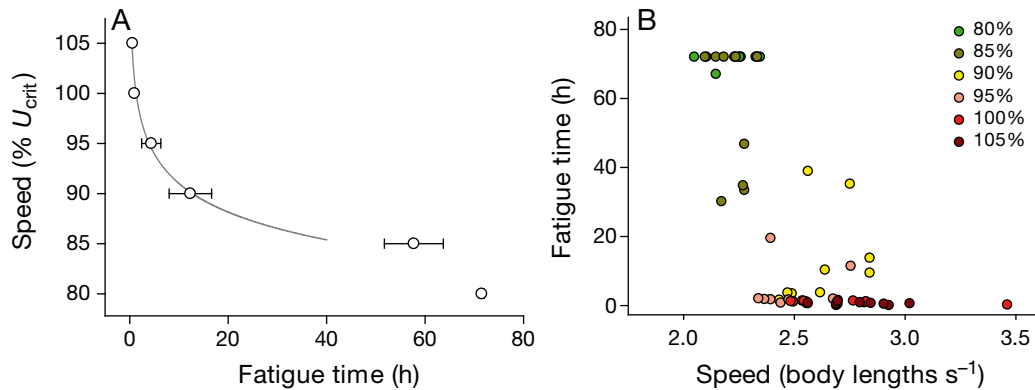 A
105
100
95
90
85
80
Speed (% Ucrit)
0 20 40 60 80
Fatigue time (h)
B
80
60
40
20
0
Fatigue time (h)
2.0 2.5 3.0 3.5
Speed (body lengths s⁻¹)
80%
85%
90%
95%
100%
105%